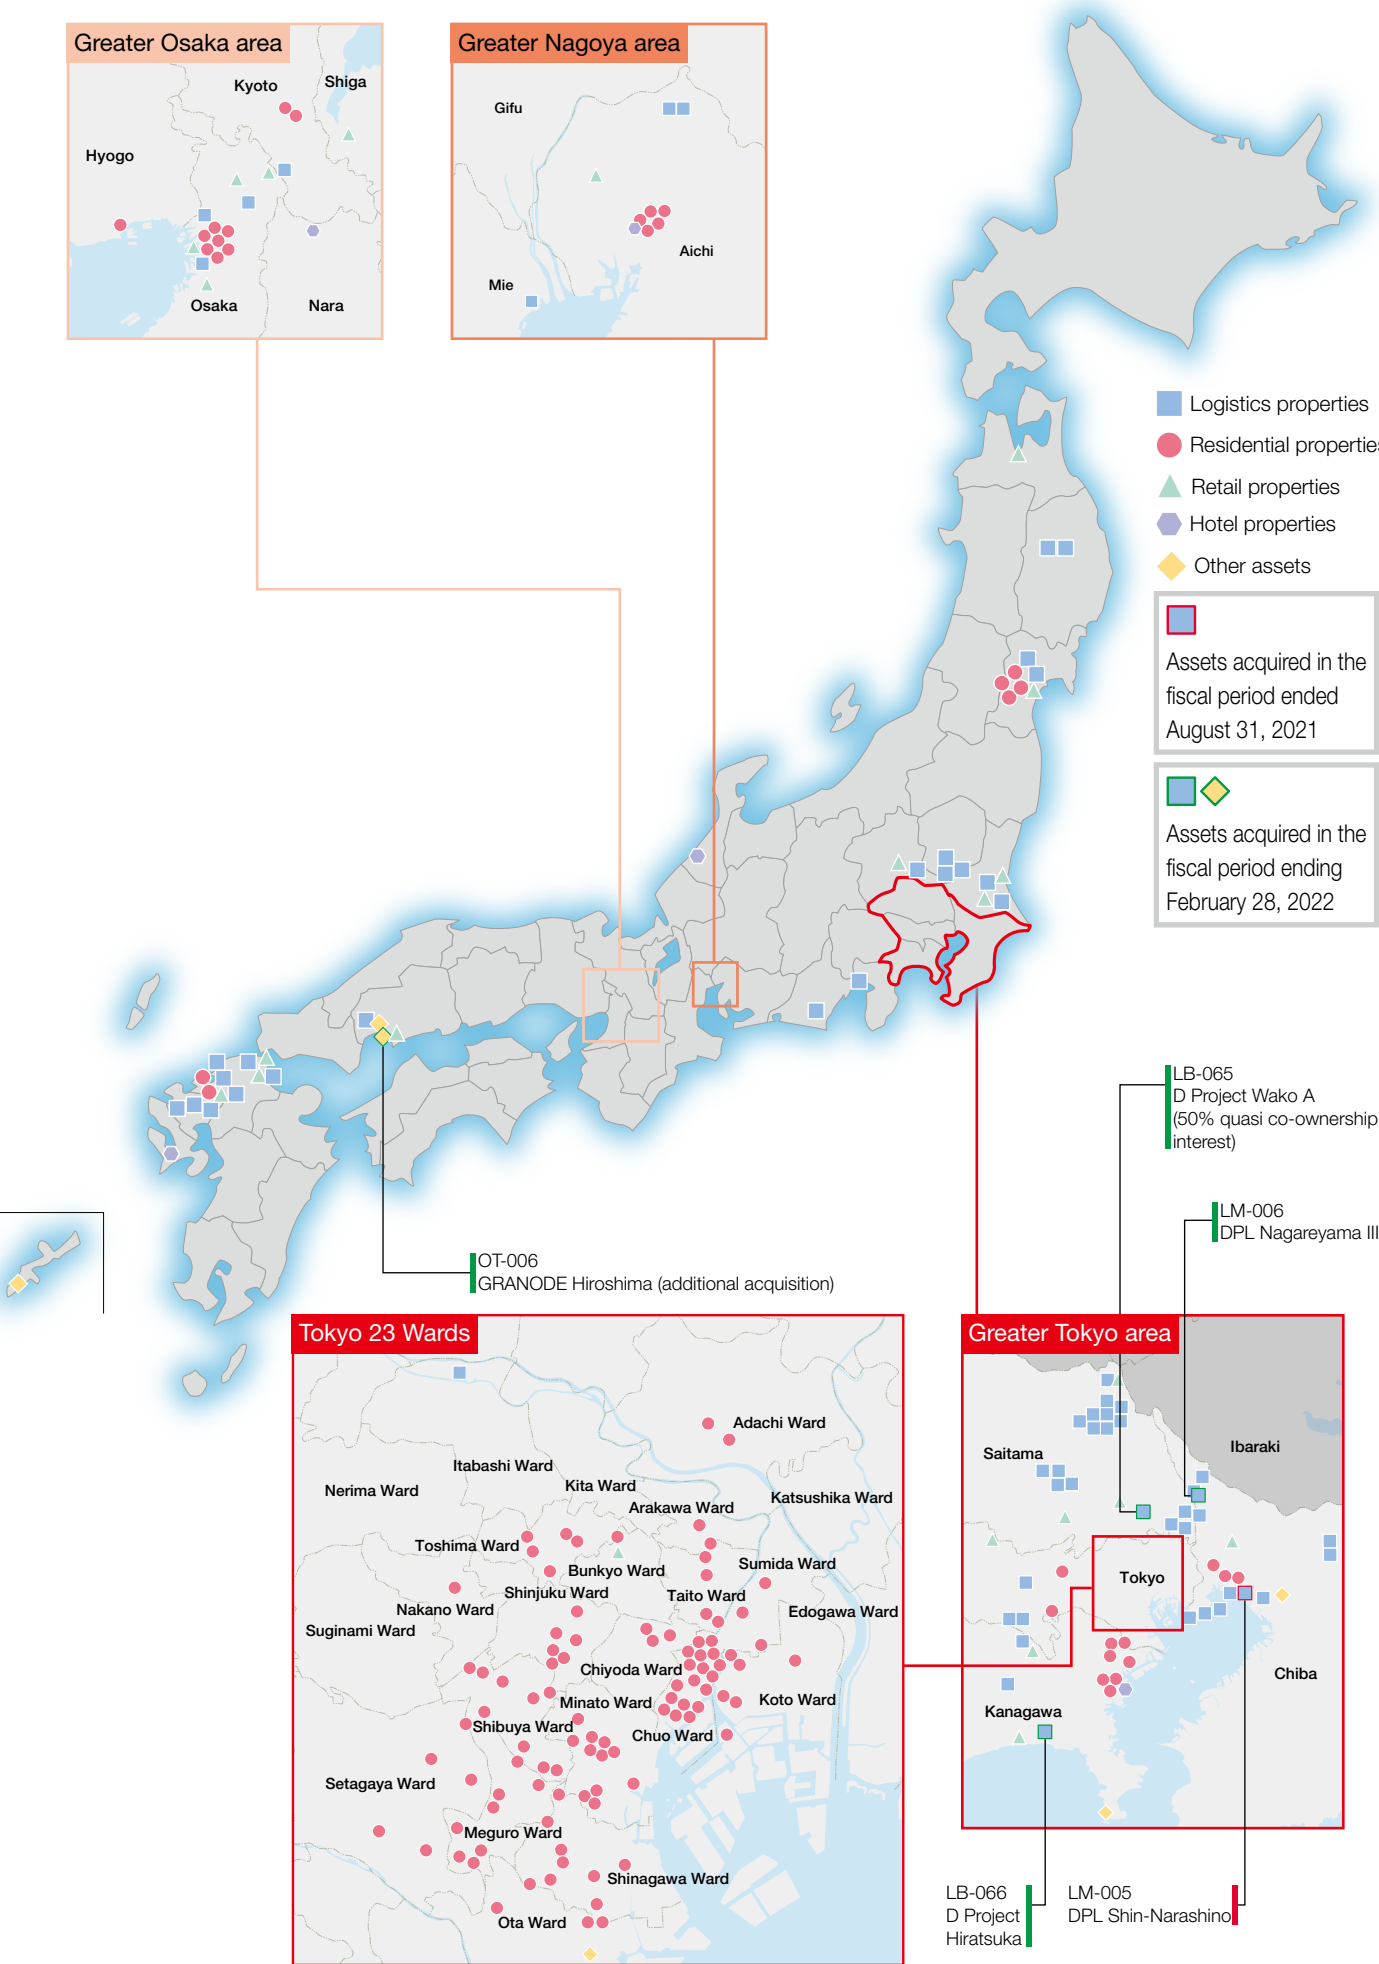 Greater Osaka area
Kyoto
Shiga
Hyogo
Osaka
Nara
Greater Nagoya area
Gifu
Aichi
Mie
Logistics properties
Residential properties
Retail properties
Hotel properties
Other assets
Assets acquired in the
fiscal period ended
August 31, 2021
Assets acquired in the
fiscal period ending
February 28, 2022
LB-065
D Project Wako A
(50% quasi co-ownership
interest)
LM-006
DPL Nagareyama III
OT-006
GRANODE Hiroshima (additional acquisition)
Tokyo 23 Wards
Adachi Ward
Itabashi Ward
Nerima Ward
Kita Ward
Katsushika Ward
Arakawa Ward
Toshima Ward
Bunkyo Ward
Sumida Ward
Shinjuku Ward
Taito Ward
Nakano Ward
Edogawa Ward
Suginami Ward
Chiyoda Ward
Minato Ward
Koto Ward
Shibuya Ward
Chuo Ward
Setagaya Ward
Meguro Ward
Shinagawa Ward
Ota Ward
Greater Tokyo area
Saitama
Ibaraki
Tokyo
Chiba
Kanagawa
LB-066
D Project
Hiratsuka
LM-005
DPL Shin-Narashino